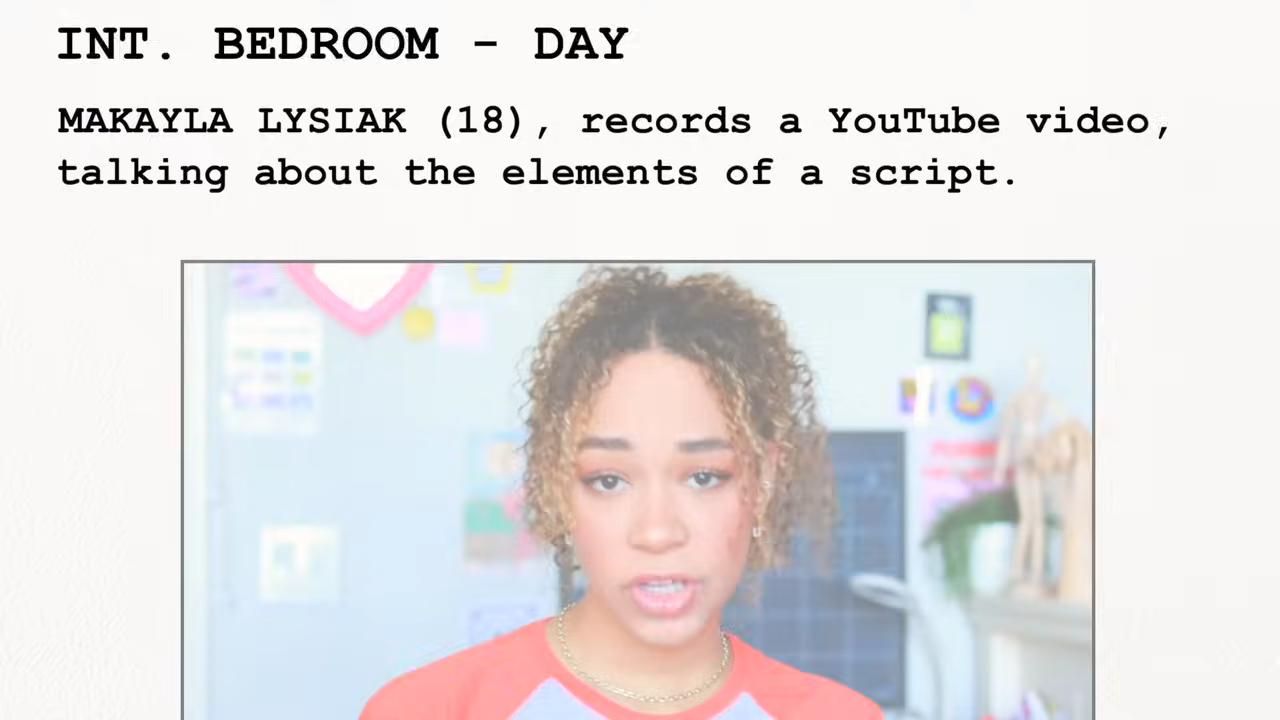 INT. BEDROOM - DAY
MAKAYLA LYSIAK (18), records a YouTube video,
talking about the elements of a script.